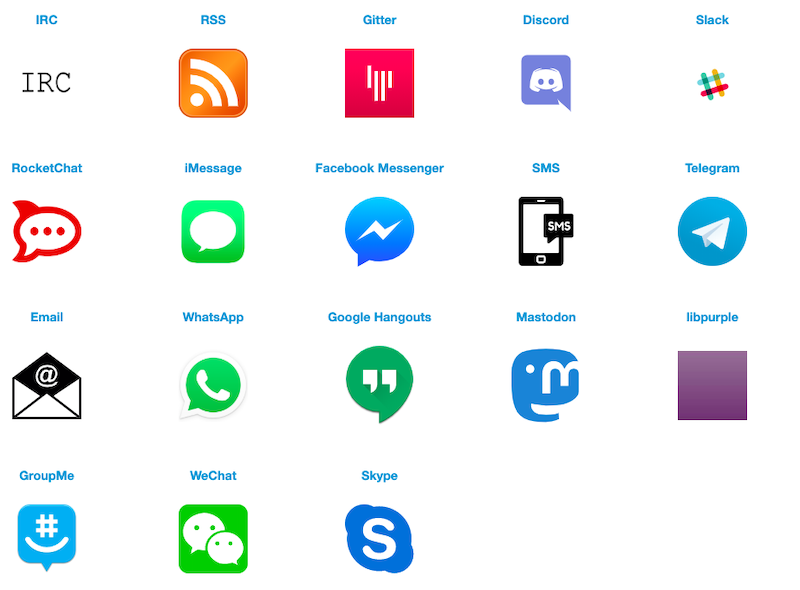 IRC
RSS
Gitter
Discord
Slack
IRC
RocketChat
iMessage
Facebook Messenger
SMS
Telegram
SMS
Email
WhatsApp
Google Hangouts
Mastodon
libpurple
@
m
GroupMe
WeChat
Skype
#
S